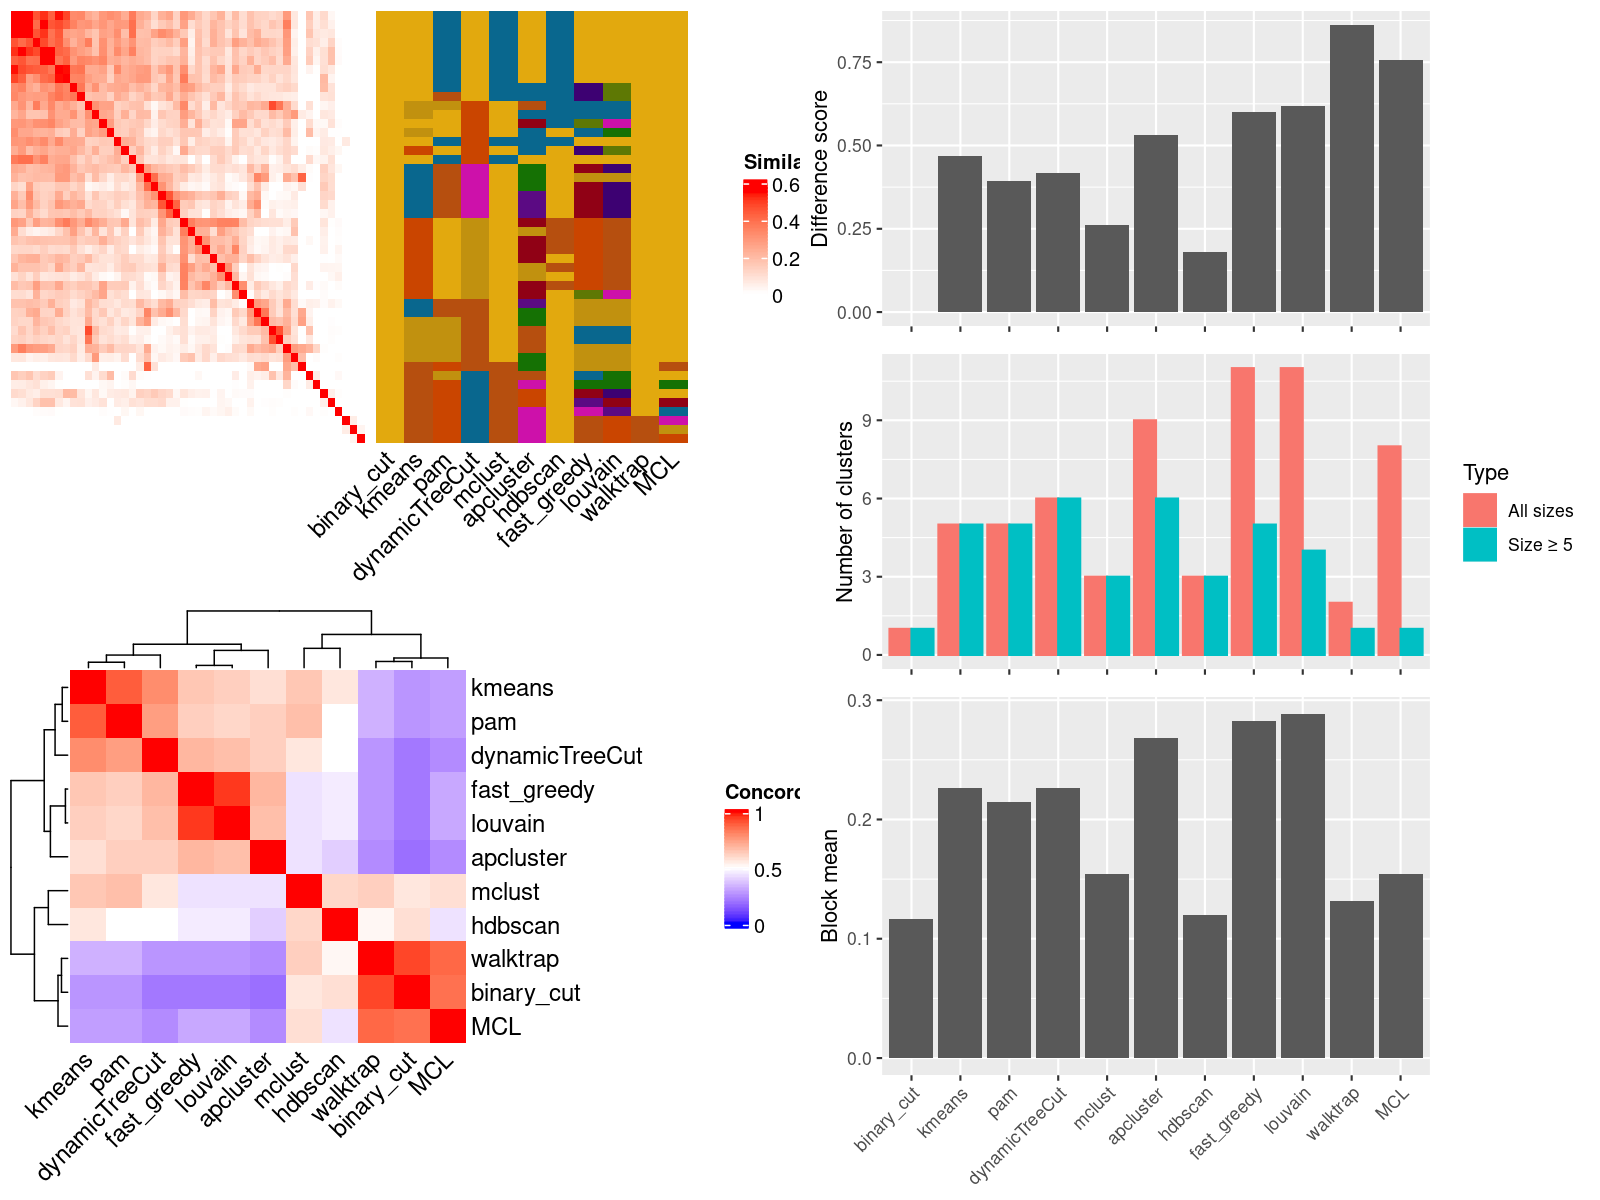 Simila
0.6
0.4
0.2
0
binary_cut
kmeans
pam
dynamicTreeCut
mclust
apcluster
hdbscan
fast_greedy
louvain
walktrap
MCL
kmeans
pam
dynamicTreeCut
fast_greedy
louvain
apcluster
mclust
hdbscan
walktrap
binary_cut
MCL
Concorc
1
0.5
0
kmeans
pam
dynamicTreeCut
fast_greedy
louvain
apcluster
mclust
hdbscan
walktrap
binary_cut
MCL
Difference score
0.75
0.50
0.25
0.00
Number of clusters
9
6
3
0
Type
All sizes
Size ≥ 5
Block mean
0.3
0.2
0.1
0.0
binary_cut
kmeans
pam
dynamicTreeCut
mclust
apcluster
hdbscan
fast_greedy
louvain
walktrap
MCL